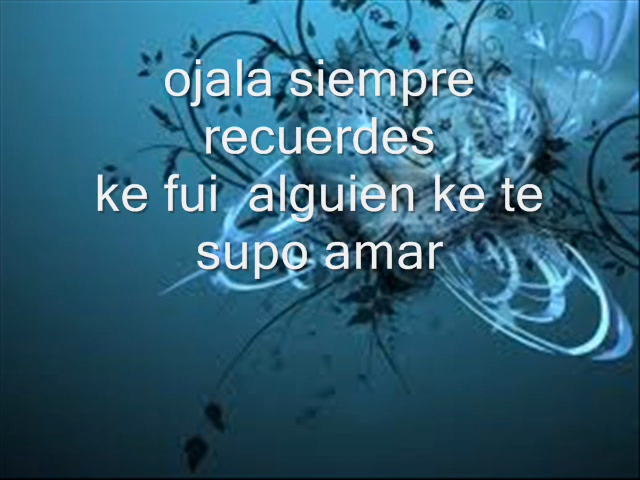 ojala siempre
recuerdes
ke fui  alguien ke te
supo amar